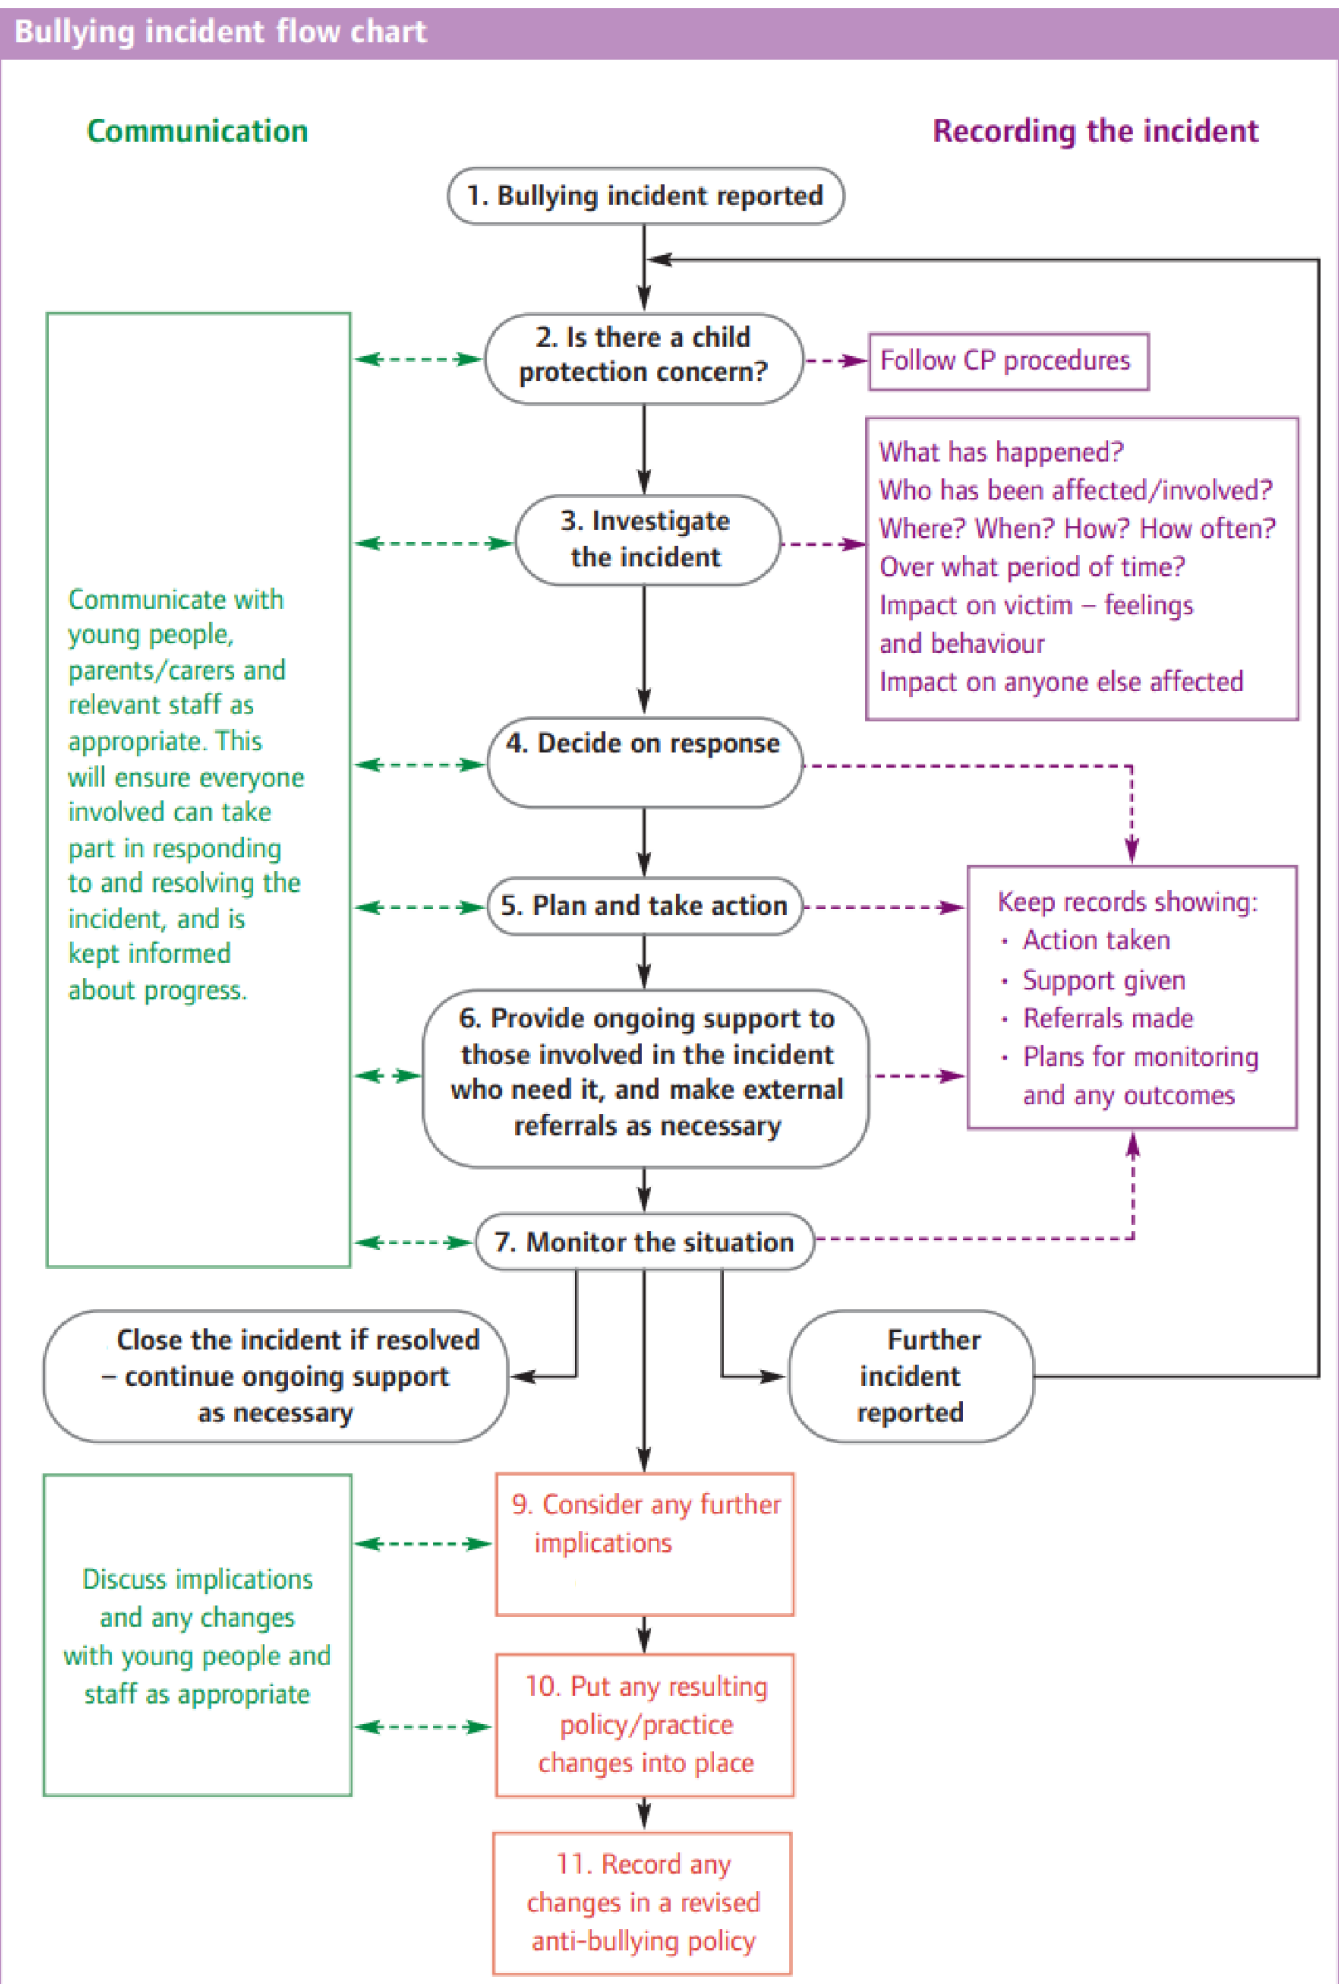 Bullying incident flow chart
Communication
Recording the incident
1. Bullying incident reported
2. Is there a child
protection concern?
Follow CP procedures
What has happened?
Who has been affected/involved?
Where? When? How? How often?
Over what period of time?
Impact on victim – feelings
and behaviour
Impact on anyone else affected
3. Investigate
the incident
Communicate with
young people,
parents/carers and
relevant staff as
appropriate. This
will ensure everyone
involved can take
part in responding
to and resolving the
incident, and is
kept informed
about progress.
4. Decide on response
5. Plan and take action
Keep records showing:
· Action taken
· Support given
· Referrals made
· Plans for monitoring
and any outcomes
6. Provide ongoing support to
those involved in the incident
who need it, and make external
referrals as necessary
7. Monitor the situation
Close the incident if resolved
– continue ongoing support
as necessary
Further
incident
reported
9. Consider any further
implications
Discuss implications
and any changes
with young people and
staff as appropriate
10. Put any resulting
policy/practice
changes into place
11. Record any
changes in a revised
anti-bullying policy